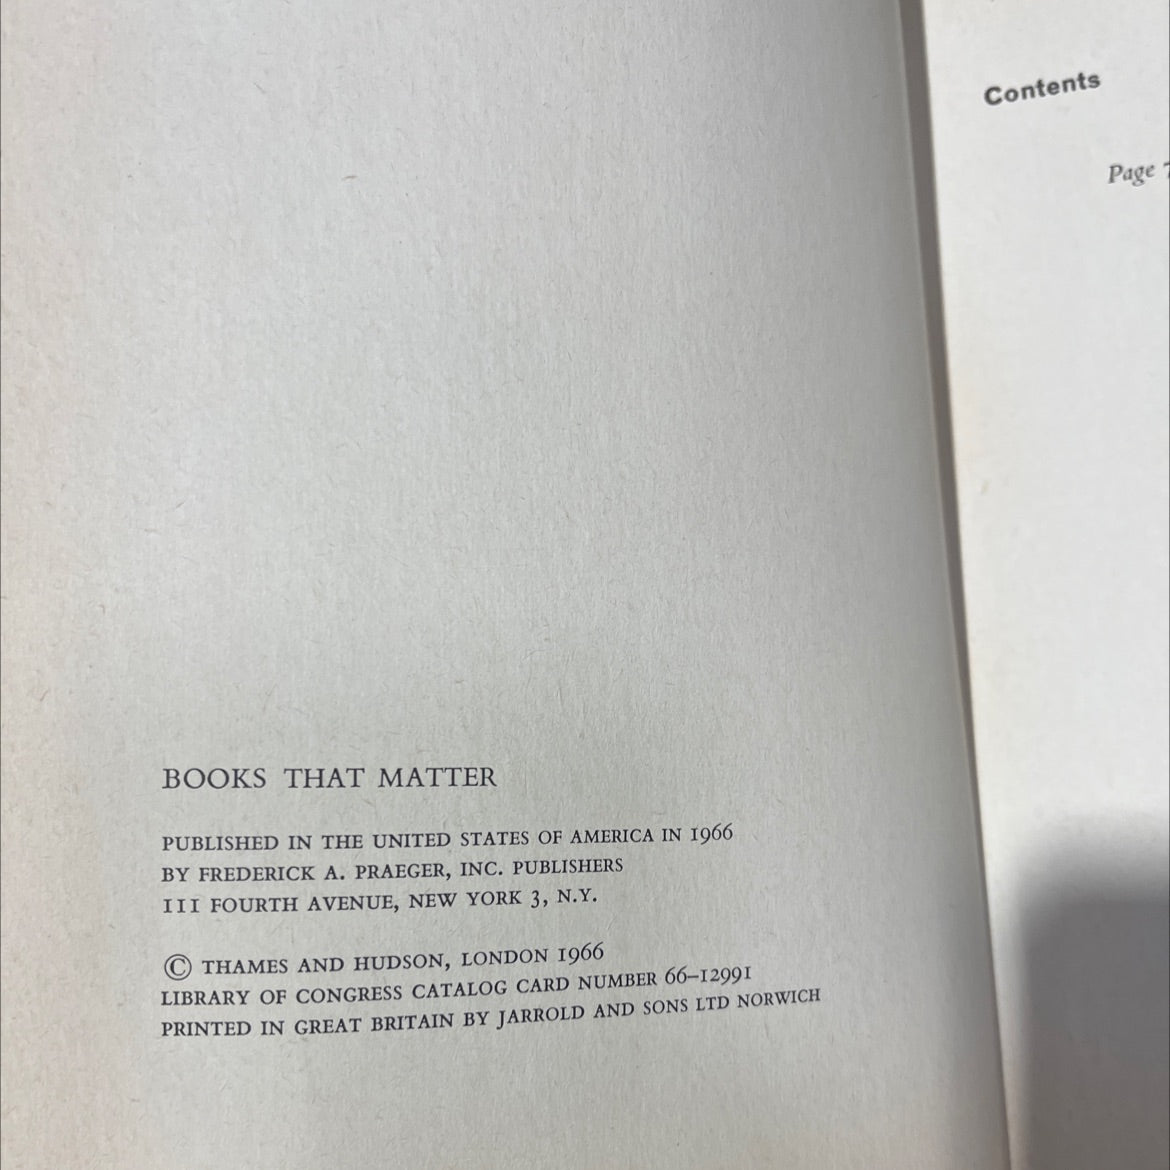 BOOKS THAT MATTER
PUBLISHED IN THE UNITED STATES OF AMERICA IN 1966
BY FREDERICK A. PRAEGER, INC. PUBLISHERS
111 FOURTH AVENUE, NEW YORK 3, N.Y.
© THAMES AND HUDSON, LONDON 1966
LIBRARY OF CONGRESS CATALOG CARD NUMBER 66–12991
PRINTED IN GREAT BRITAIN BY JARROLD AND SONS LTD NORWICH
Contents
Page 7